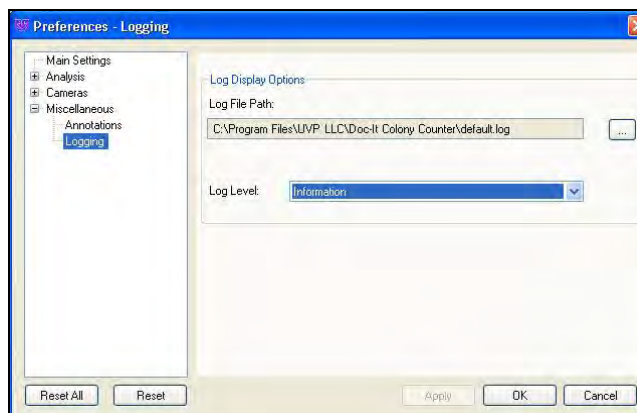 Preferences - Logging
Main Settings
Analysis
Cameras
Miscellaneous
Annotations
Logging
Log Display Options
Log File Path:
C:\Program Files\UVP LLC\Doc-It Colony Counter\default.log
...
Log Level:
Information
Reset All
Reset
Apply
OK
Cancel